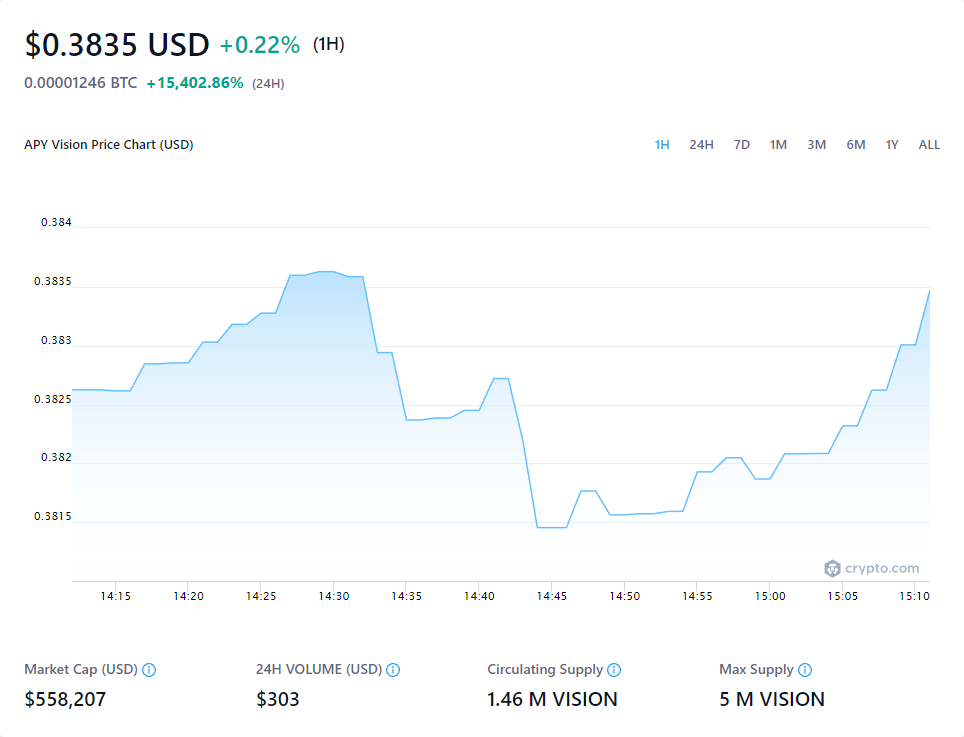 $0.3835 USD +0.22% (1H)
0.00001246 BTC +15,402.86% (24H)
APY Vision Price Chart (USD) 1H 24H 7D 1M 3M 6M 1Y ALL
0.384
0.3835
0.383
0.3825
0.382
0.3815
crypto.com
14:15 14:20 14:25 14:30 14:35 14:40 14:45 14:50 14:55 15:00 15:05 15:10
Market Cap (USD) 24H VOLUME (USD) Circulating Supply Max Supply
$558,207 $303 1.46 M VISION 5 M VISION